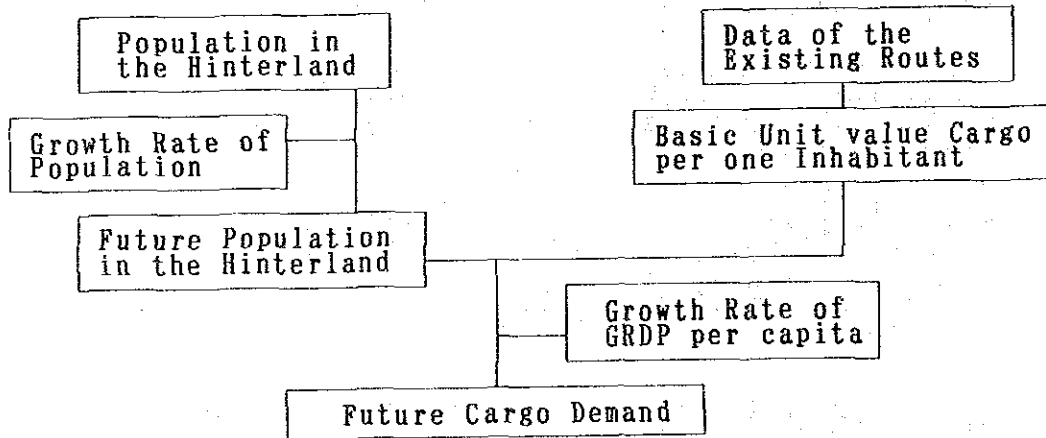 Population in
the Hinterland
Data of the
Existing Routes
Growth Rate of
Population
Basic Unit value Cargo
per one Inhabitant
Future Population
in the Hinterland
Growth Rate of
GRDP per capita
Future Cargo Demand